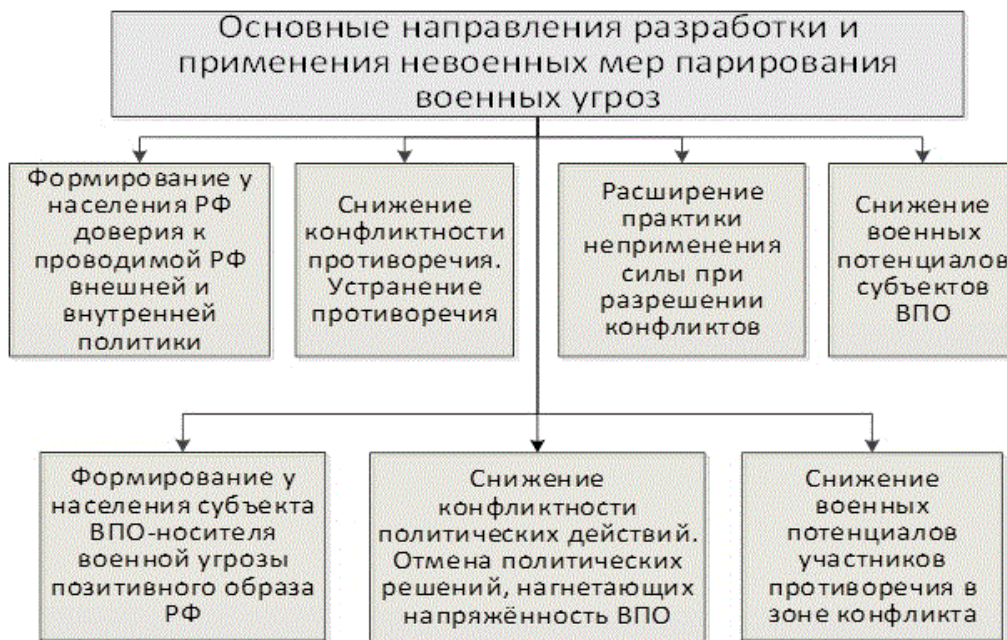 Основные направления разработки и
применения невоенных мер парирования
военных угроз
Формирование у
населения РФ
доверия к
проводимой РФ
внешней и
внутренней
политики
Снижение
конфликтности
противоречия.
Устранение
противоречия
Расширение
практики
неприменения
силы при
разрешении
конфликтов
Снижение
военных
потенциалов
субъектов
ВПО
Формирование у
населения субъекта
ВПО-носителя
военной угрозы
позитивного образа
РФ
Снижение
конфликтности
политических действий.
Отмена политических
решений, нагнетающих
напряжённость ВПО
Снижение
военных
потенциалов
участников
противоречия в
зоне конфликта